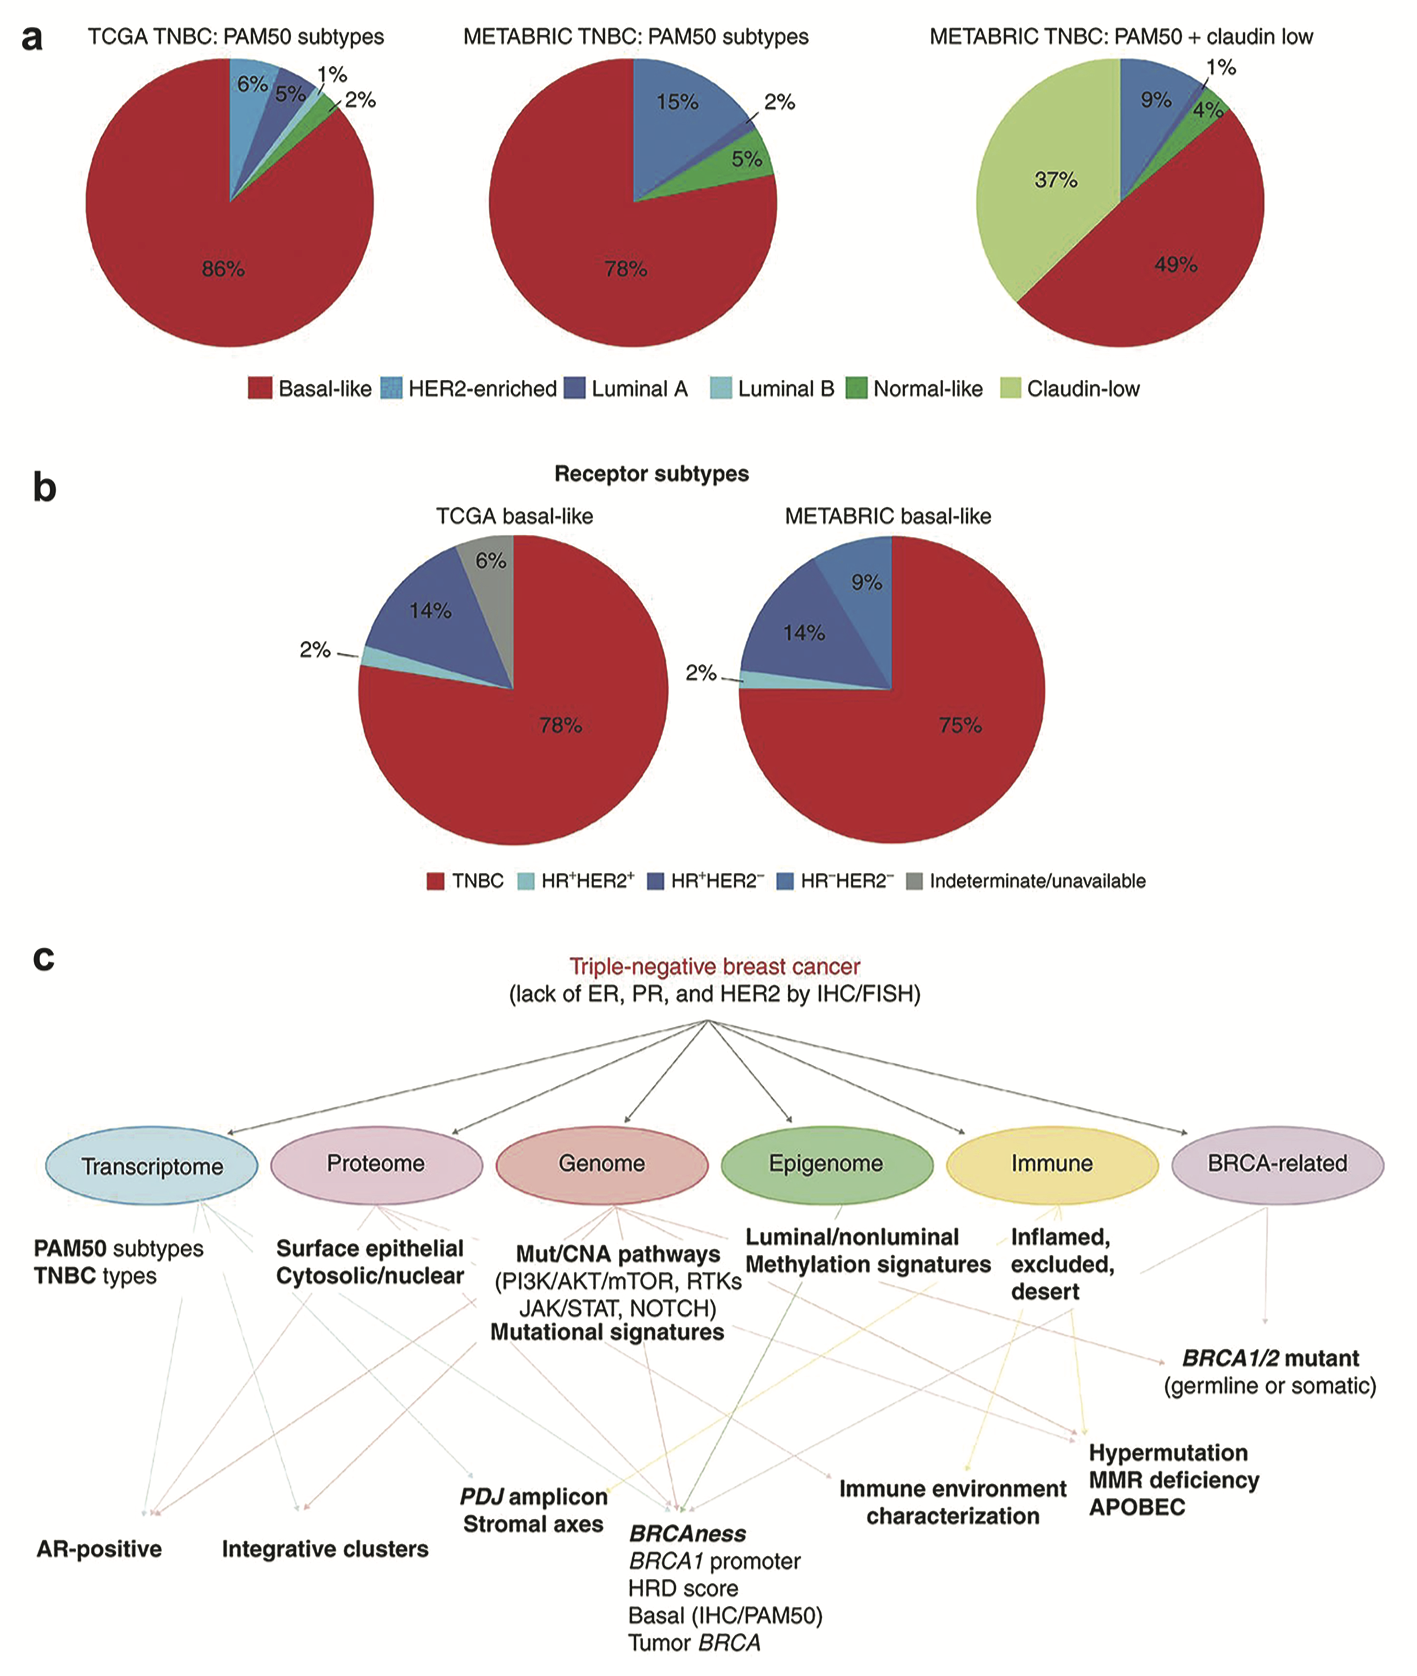 a
TCGA TNBC: PAM50 subtypes
METABRIC TNBC: PAM50 subtypes
METABRIC TNBC: PAM50 + claudin low
6%
5%
1%
2%
86%
15%
2%
5%
78%
9%
1%
4%
37%
49%
Basal-like
HER2-enriched
Luminal A
Luminal B
Normal-like
Claudin-low
b
Receptor subtypes
TCGA basal-like
METABRIC basal-like
6%
14%
2%
78%
9%
14%
2%
75%
TNBC
HR⁺HER2⁺
HR⁺HER2⁻
HR⁻HER2⁻
Indeterminate/unavailable
c
Triple-negative breast cancer
(lack of ER, PR, and HER2 by IHC/FISH)
Transcriptome
Proteome
Genome
Epigenome
Immune
BRCA-related
PAM50 subtypes
TNBC types
Surface epithelial
Cytosolic/nuclear
Mut/CNA pathways
(PI3K/AKT/mTOR, RTKs
JAK/STAT, NOTCH)
Mutational signatures
Luminal/nonluminal
Methylation signatures
Inflamed,
excluded,
desert
BRCA1/2 mutant
(germline or somatic)
Hypermutation
MMR deficiency
APOBEC
Immune environment
characterization
PDJ amplicon
Stromal axes
AR-positive
Integrative clusters
BRCAness
BRCA1 promoter
HRD score
Basal (IHC/PAM50)
Tumor BRCA